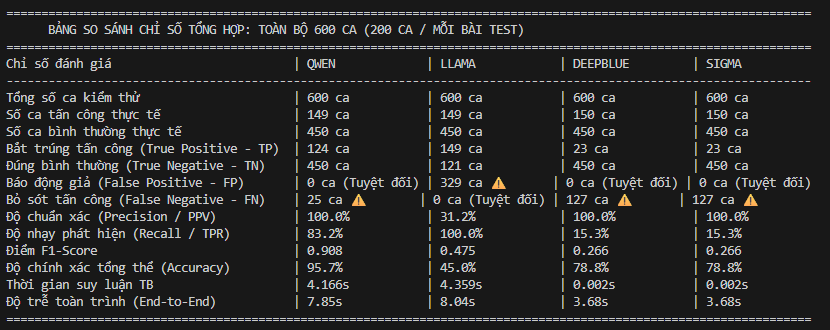 BẢNG SO SÁNH CHỈ SỐ TỔNG HỢP: TOÀN BỘ 600 CA (200 CA / MỖI BÀI TEST)
Chỉ số đánh giá | QWEN | LLAMA | DEEPBLUE | SIGMA
Tổng số ca kiểm thử | 600 ca | 600 ca | 600 ca | 600 ca
Số ca tấn công thực tế | 149 ca | 149 ca | 150 ca | 150 ca
Số ca bình thường thực tế | 450 ca | 450 ca | 450 ca | 450 ca
Bắt trúng tấn công (True Positive - TP) | 124 ca | 149 ca | 23 ca | 23 ca
Đúng bình thường (True Negative - TN) | 450 ca | 121 ca | 450 ca | 450 ca
Báo động giả (False Positive - FP) | 0 ca (Tuyệt đối) | 329 ca ⚠️ | 0 ca (Tuyệt đối) | 0 ca (Tuyệt đối)
Bỏ sót tấn công (False Negative - FN) | 25 ca ⚠️ | 0 ca (Tuyệt đối) | 127 ca ⚠️ | 127 ca ⚠️
Độ chuẩn xác (Precision / PPV) | 100.0% | 31.2% | 100.0% | 100.0%
Độ nhạy phát hiện (Recall / TPR) | 83.2% | 100.0% | 15.3% | 15.3%
Điểm F1-Score | 0.908 | 0.475 | 0.266 | 0.266
Độ chính xác tổng thể (Accuracy) | 95.7% | 45.0% | 78.8% | 78.8%
Thời gian suy luận TB | 4.166s | 4.359s | 0.002s | 0.002s
Độ trễ toàn trình (End-to-End) | 7.85s | 8.04s | 3.68s | 3.68s